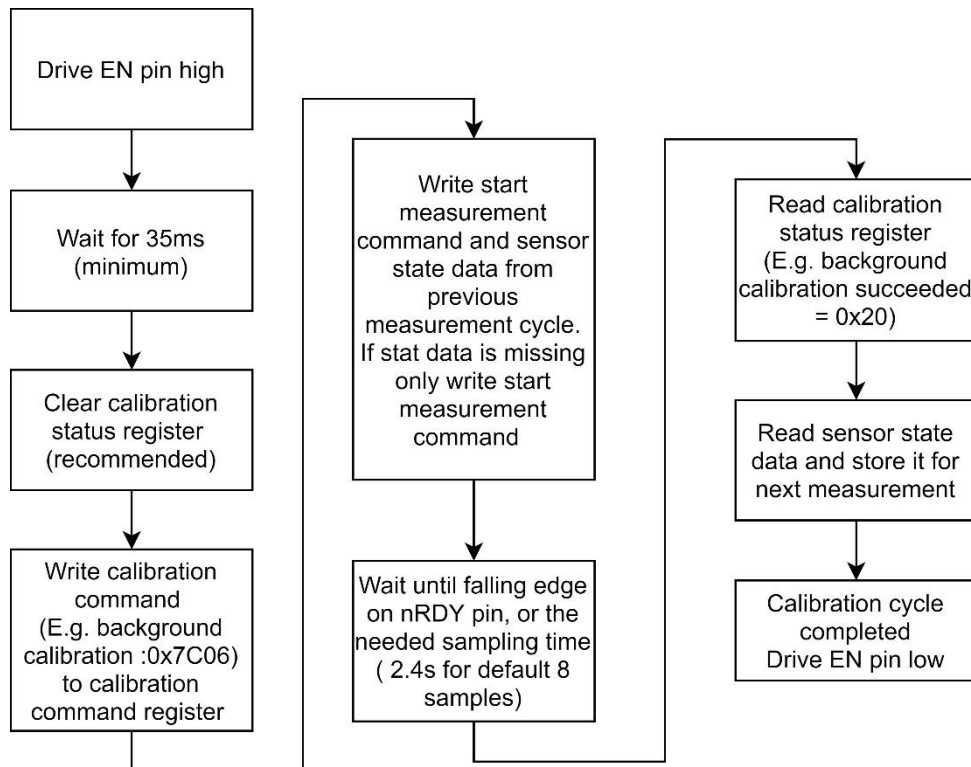 Drive EN pin high
Wait for 35ms
(minimum)
Clear calibration
status register
(recommended)
Write calibration
command
(E.g. background
calibration :0x7C06)
to calibration
command register
Write start
measurement
command and sensor
state data from
previous
measurement cycle.
If stat data is missing
only write start
measurement
command
Wait until falling edge
on nRDY pin, or the
needed sampling time
( 2.4s for default 8
samples)
Read calibration
status register
(E.g. background
calibration succeeded
= 0x20)
Read sensor state
data and store it for
next measurement
Calibration cycle
completed
Drive EN pin low